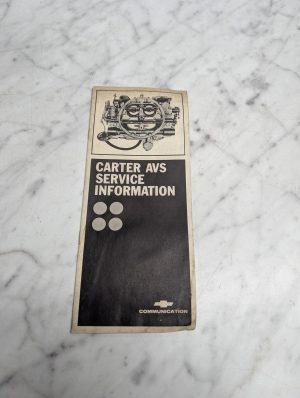 CARTER AVS
SERVICE
INFORMATION
COMMUNICATION